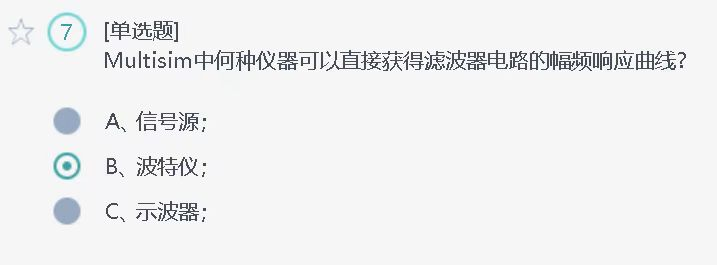 7
[单选题]
Multisim中何种仪器可以直接获得滤波器电路的幅频响应曲线?
A、信号源;
B、波特仪;
C、示波器;